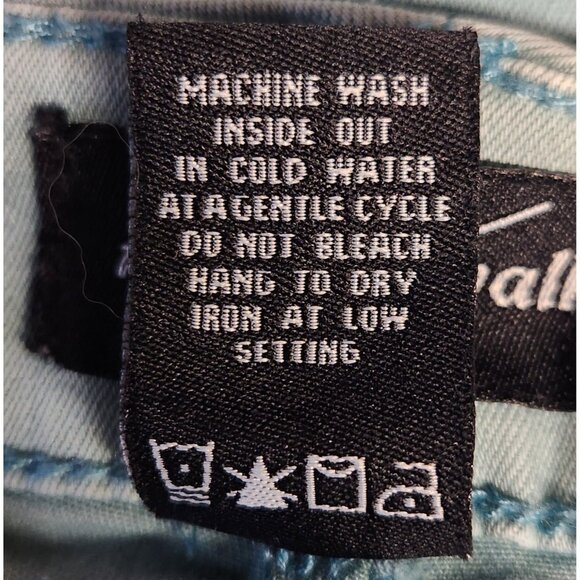 MACHINE WASH
INSIDE OUT
IN COLD WATER
AT A GENTLE CYCLE
DO NOT BLEACH
HANG TO DRY
IRON AT LOW
SETTING